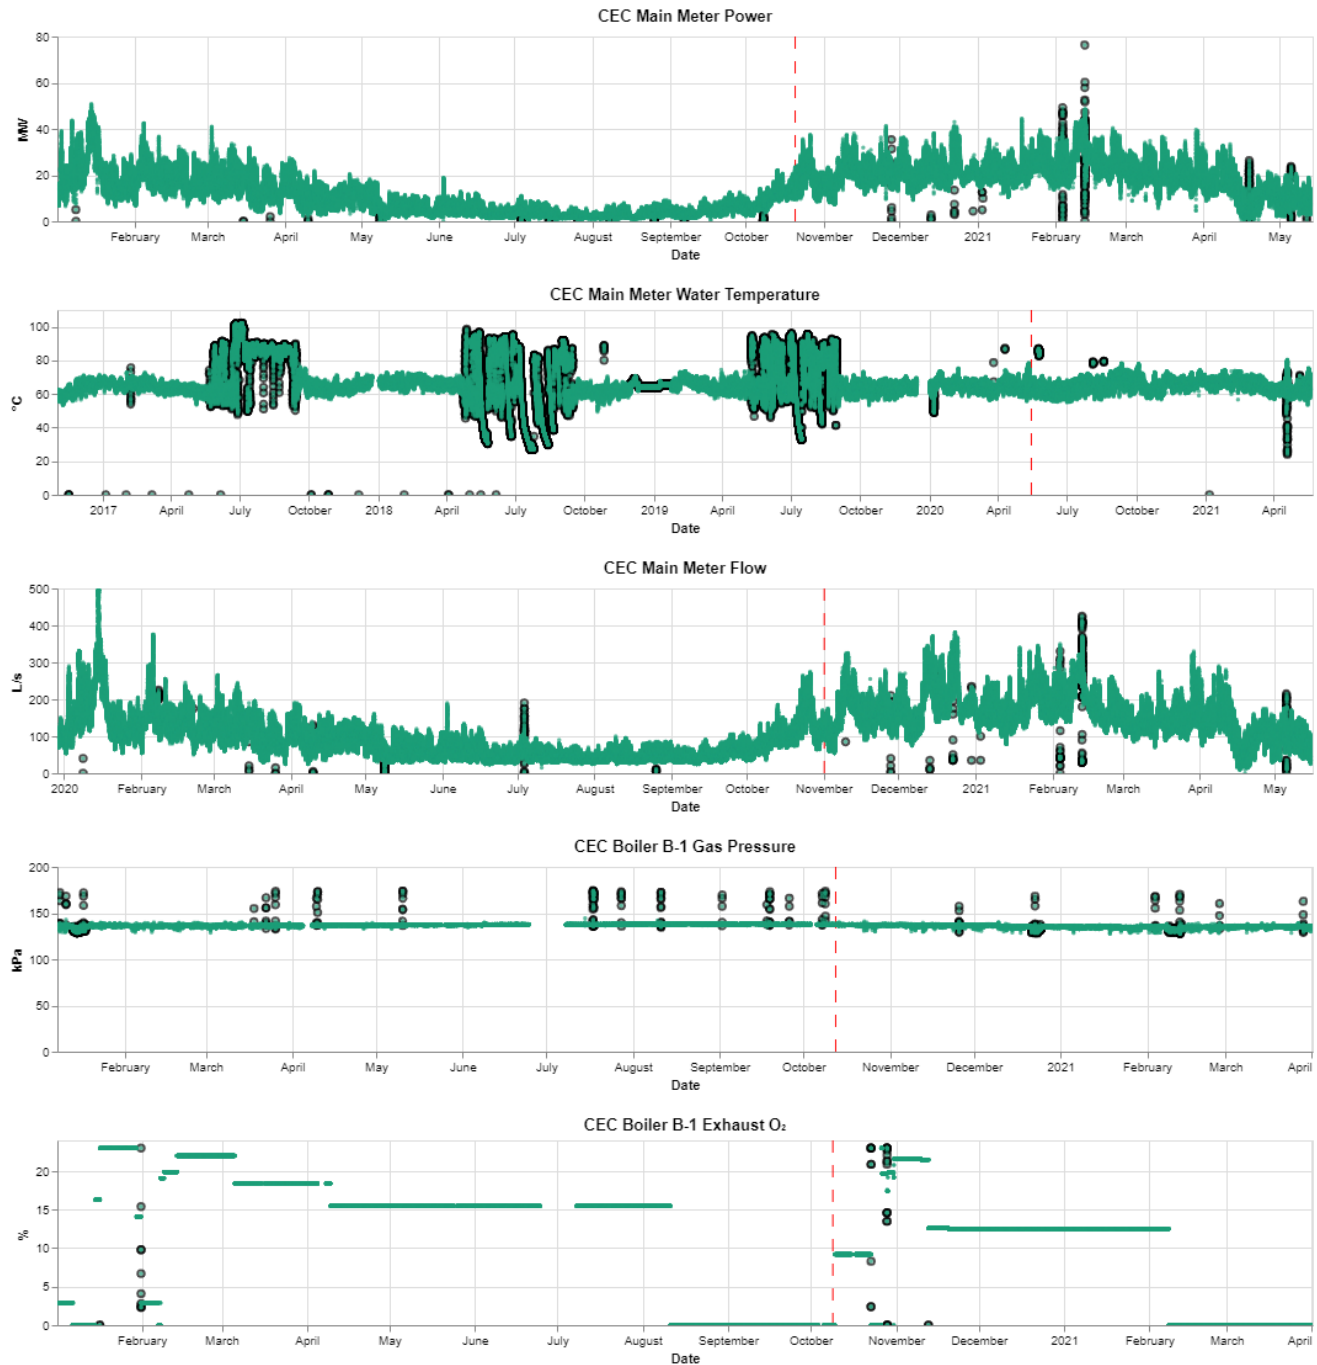 CEC Main Meter Power
80
60
40
20
0
MW
February March April May June July August September October November December 2021 February March April May
Date
CEC Main Meter Water Temperature
100
80
60
40
20
0
°C
2017 April July October 2018 April July October 2019 April July October 2020 April July October 2021 April
Date
CEC Main Meter Flow
500
400
300
200
100
0
L/s
2020 February March April May June July August September October November December 2021 February March April May
Date
CEC Boiler B-1 Gas Pressure
200
150
100
50
0
kPa
February March April May June July August September October November December 2021 February March April
Date
CEC Boiler B-1 Exhaust O₂
20
15
10
5
0
%
February March April May June July August September October November December 2021 February March April
Date